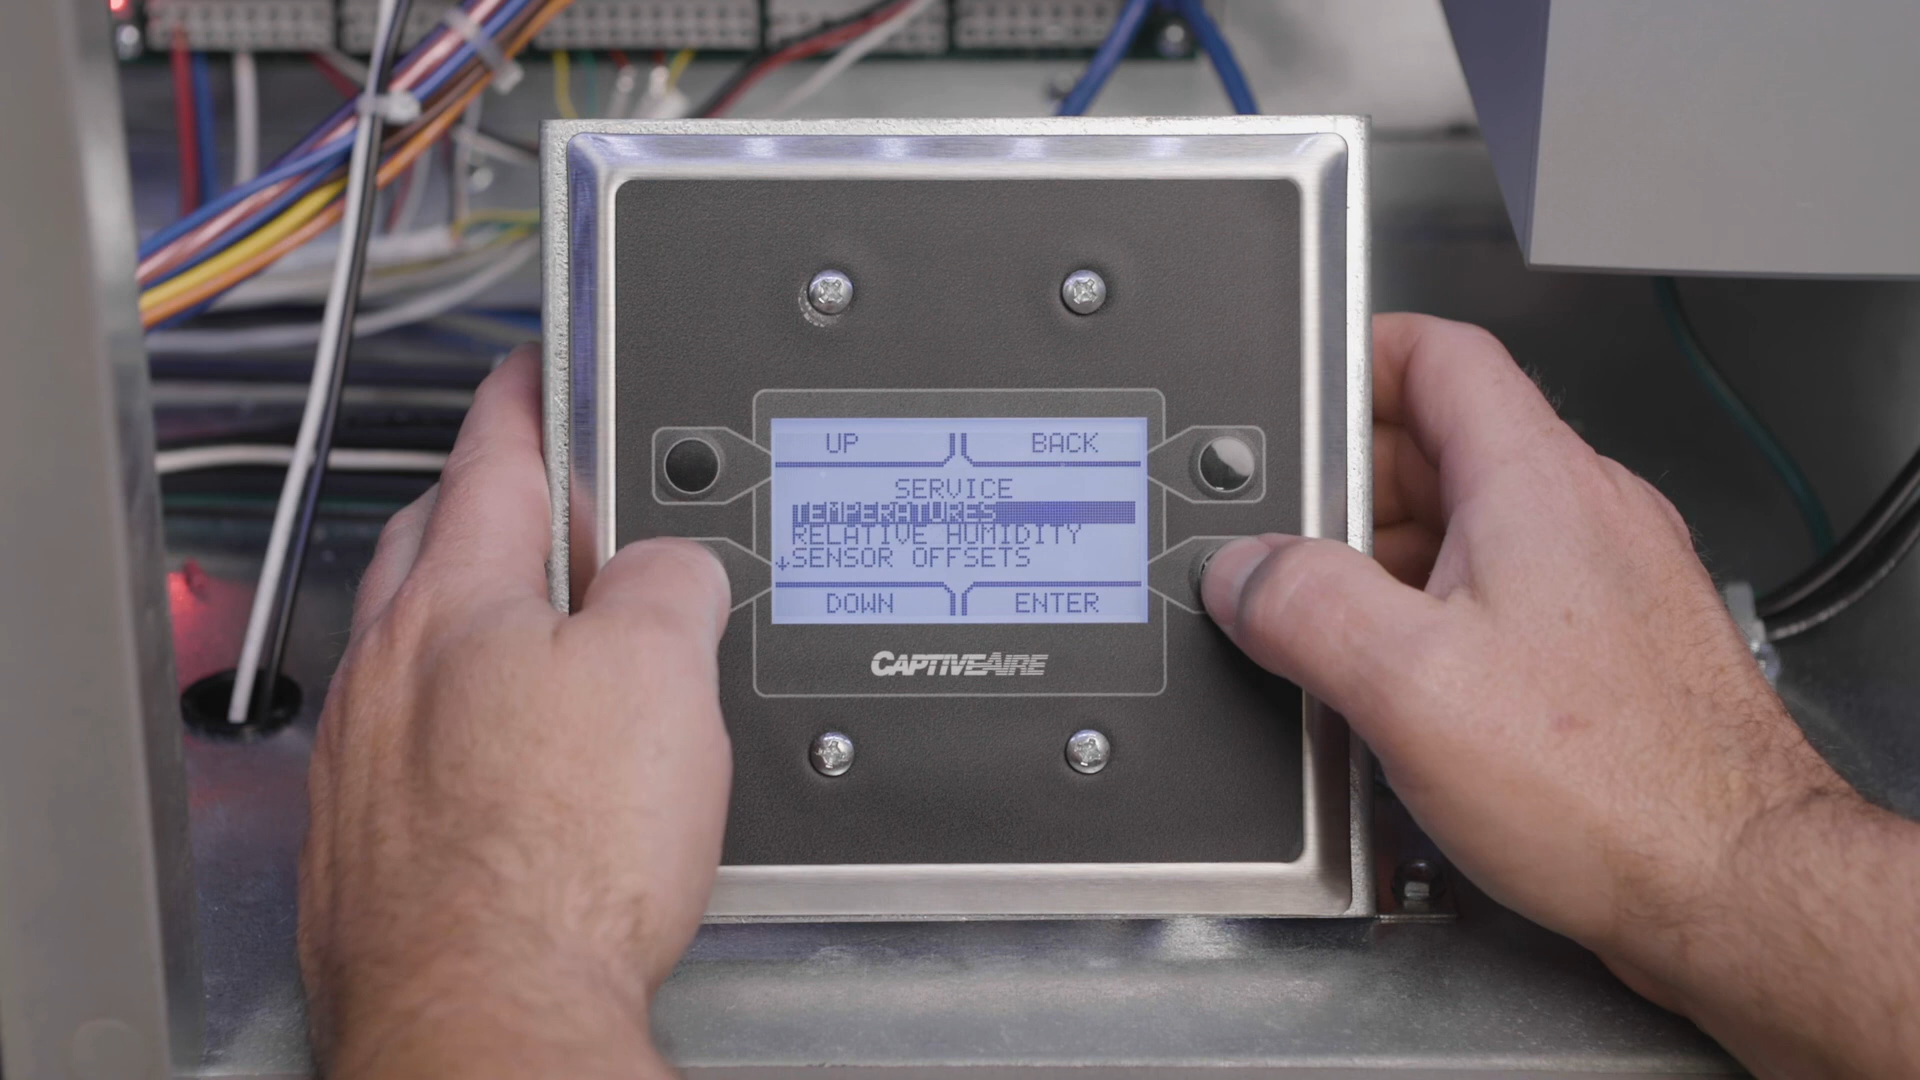 UP BACK
SERVICE
TEMPERATURES
RELATIVE HUMIDITY
↓SENSOR OFFSETS
DOWN ENTER
CAPTIVEAIRE